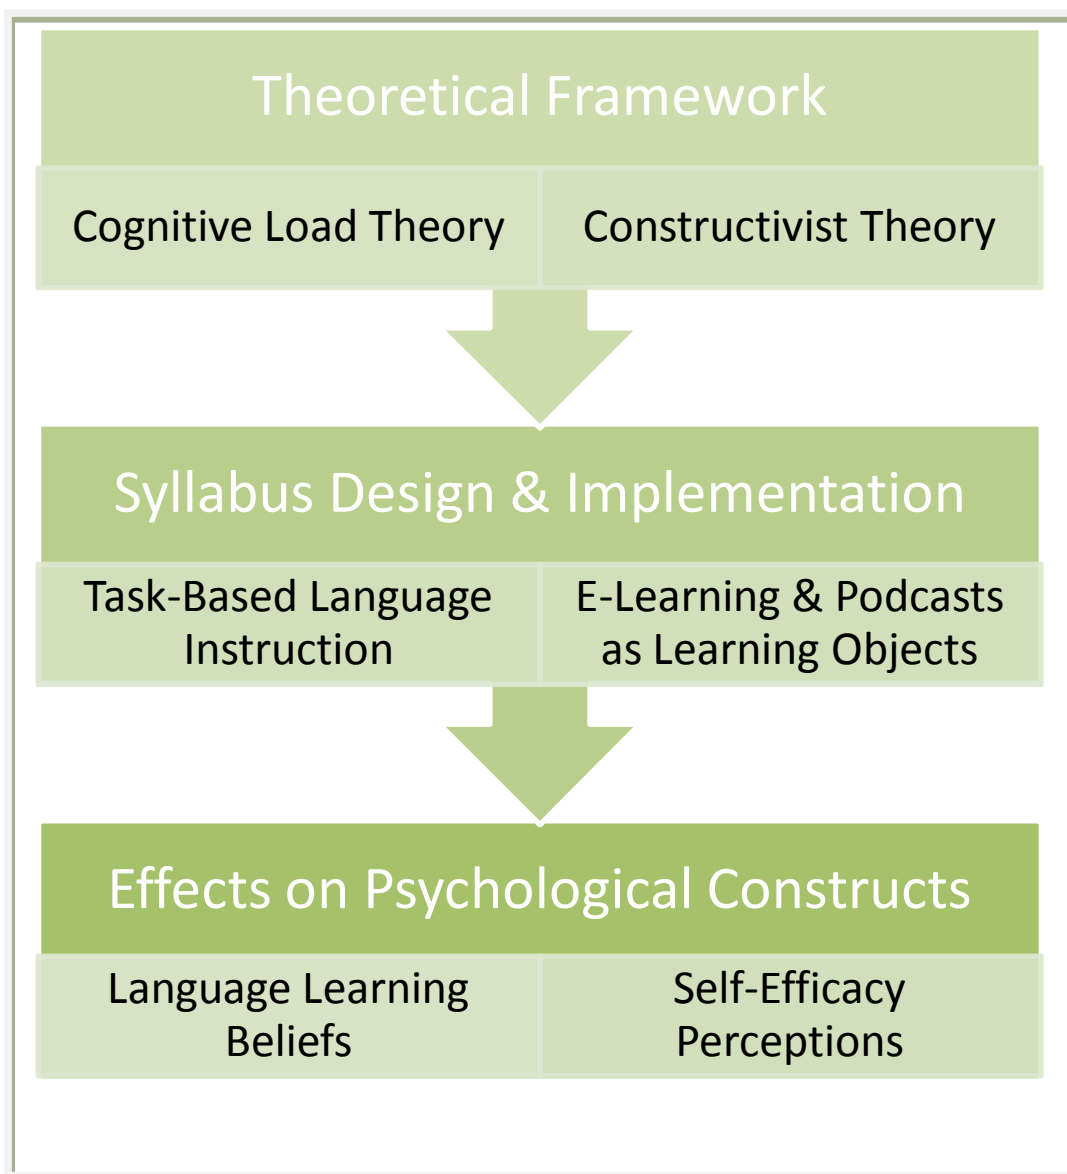 Theoretical Framework
Cognitive Load Theory
Constructivist Theory
Syllabus Design & Implementation
Task-Based Language
Instruction
E-Learning & Podcasts
as Learning Objects
Effects on Psychological Constructs
Language Learning
Beliefs
Self-Efficacy
Perceptions